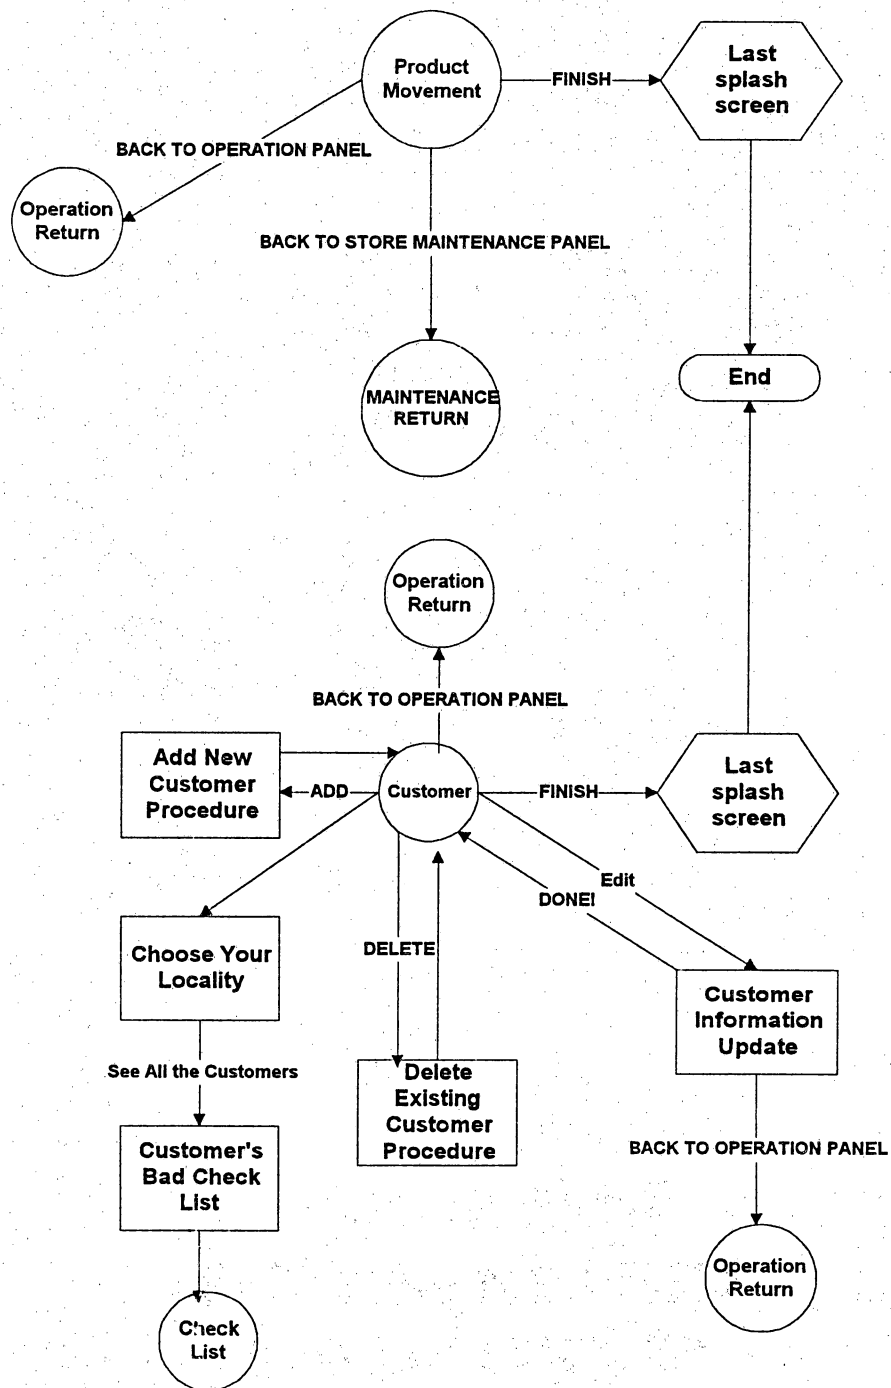 Product
Movement
FINISH
Last
splash
screen
BACK TO OPERATION PANEL
Operation
Return
BACK TO STORE MAINTENANCE PANEL
End
MAINTENANCE
RETURN
Operation
Return
BACK TO OPERATION PANEL
Add New
Customer
Procedure
ADD
Customer
FINISH
Last
splash
screen
Edit
DONE!
Choose Your
Locality
DELETE
Customer
Information
Update
See All the Customers
Delete
Existing
Customer
Procedure
Customer's
Bad Check
List
BACK TO OPERATION PANEL
Operation
Return
Check
List